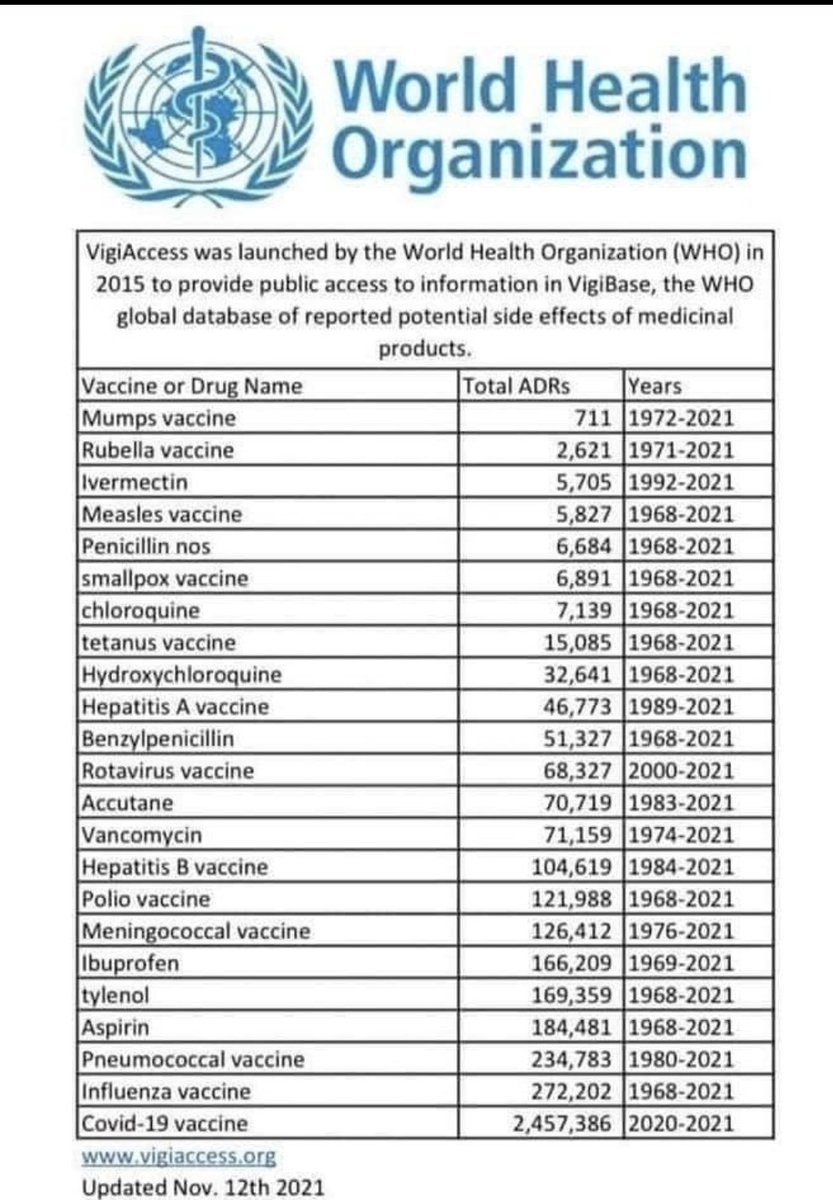 World Health
Organization
VigiAccess was launched by the World Health Organization (WHO) in
2015 to provide public access to information in VigiBase, the WHO
global database of reported potential side effects of medicinal
products.
Vaccine or Drug Name Total ADRs Years
Mumps vaccine 711 1972-2021
Rubella vaccine 2,621 1971-2021
Ivermectin 5,705 1992-2021
Measles vaccine 5,827 1968-2021
Penicillin nos 6,684 1968-2021
smallpox vaccine 6,891 1968-2021
chloroquine 7,139 1968-2021
tetanus vaccine 15,085 1968-2021
Hydroxychloroquine 32,641 1968-2021
Hepatitis A vaccine 46,773 1989-2021
Benzylpenicillin 51,327 1968-2021
Rotavirus vaccine 68,327 2000-2021
Accutane 70,719 1983-2021
Vancomycin 71,159 1974-2021
Hepatitis B vaccine 104,619 1984-2021
Polio vaccine 121,988 1968-2021
Meningococcal vaccine 126,412 1976-2021
Ibuprofen 166,209 1969-2021
tylenol 169,359 1968-2021
Aspirin 184,481 1968-2021
Pneumococcal vaccine 234,783 1980-2021
Influenza vaccine 272,202 1968-2021
Covid-19 vaccine 2,457,386 2020-2021
www.vigiaccess.org
Updated Nov. 12th 2021